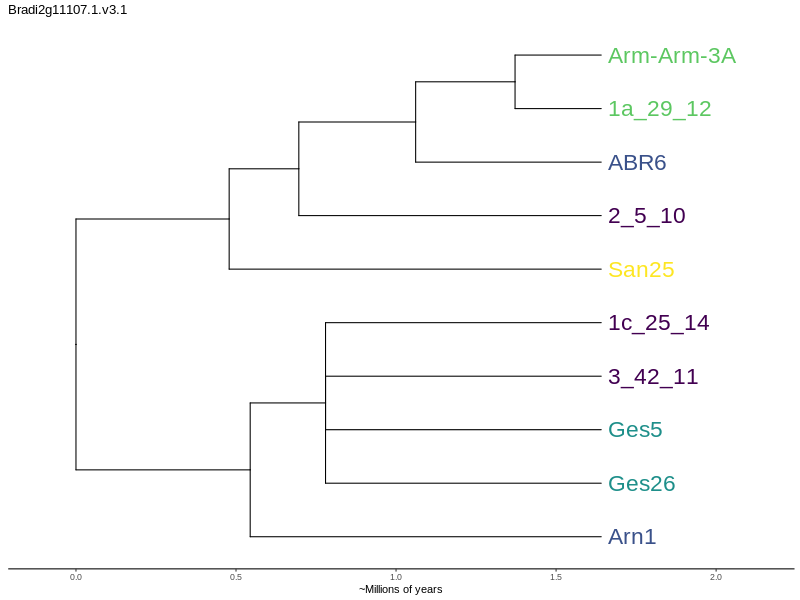 Bradi2g11107.1.v3.1
Arm-Arm-3A
1a_29_12
ABR6
2_5_10
San25
1c_25_14
3_42_11
Ges5
Ges26
Arn1
0.0 0.5 1.0 1.5 2.0
~Millions of years